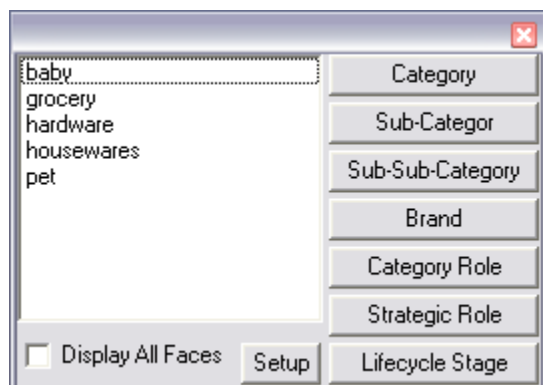 baby
grocery
hardware
housewares
pet
Category
Sub-Categor
Sub-Sub-Category
Brand
Category Role
Strategic Role
Lifecycle Stage
Display All Faces
Setup